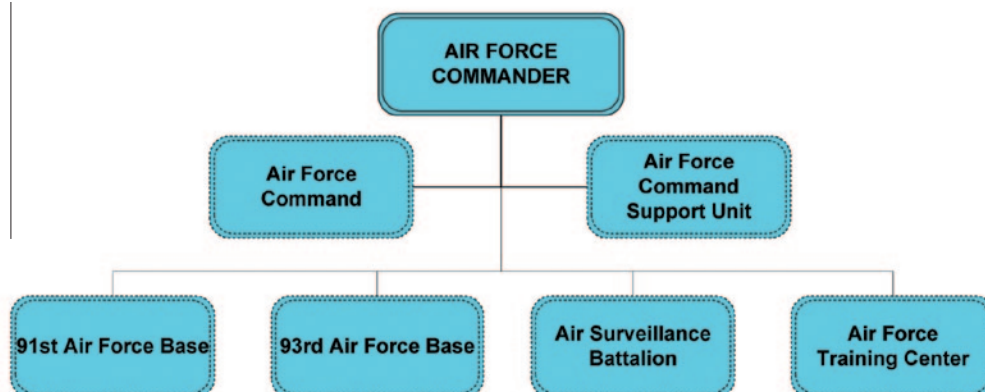 AIR FORCE
COMMANDER
Air Force
Command
Air Force
Command
Support Unit
91st Air Force Base
93rd Air Force Base
Air Surveillance
Battalion
Air Force
Training Center